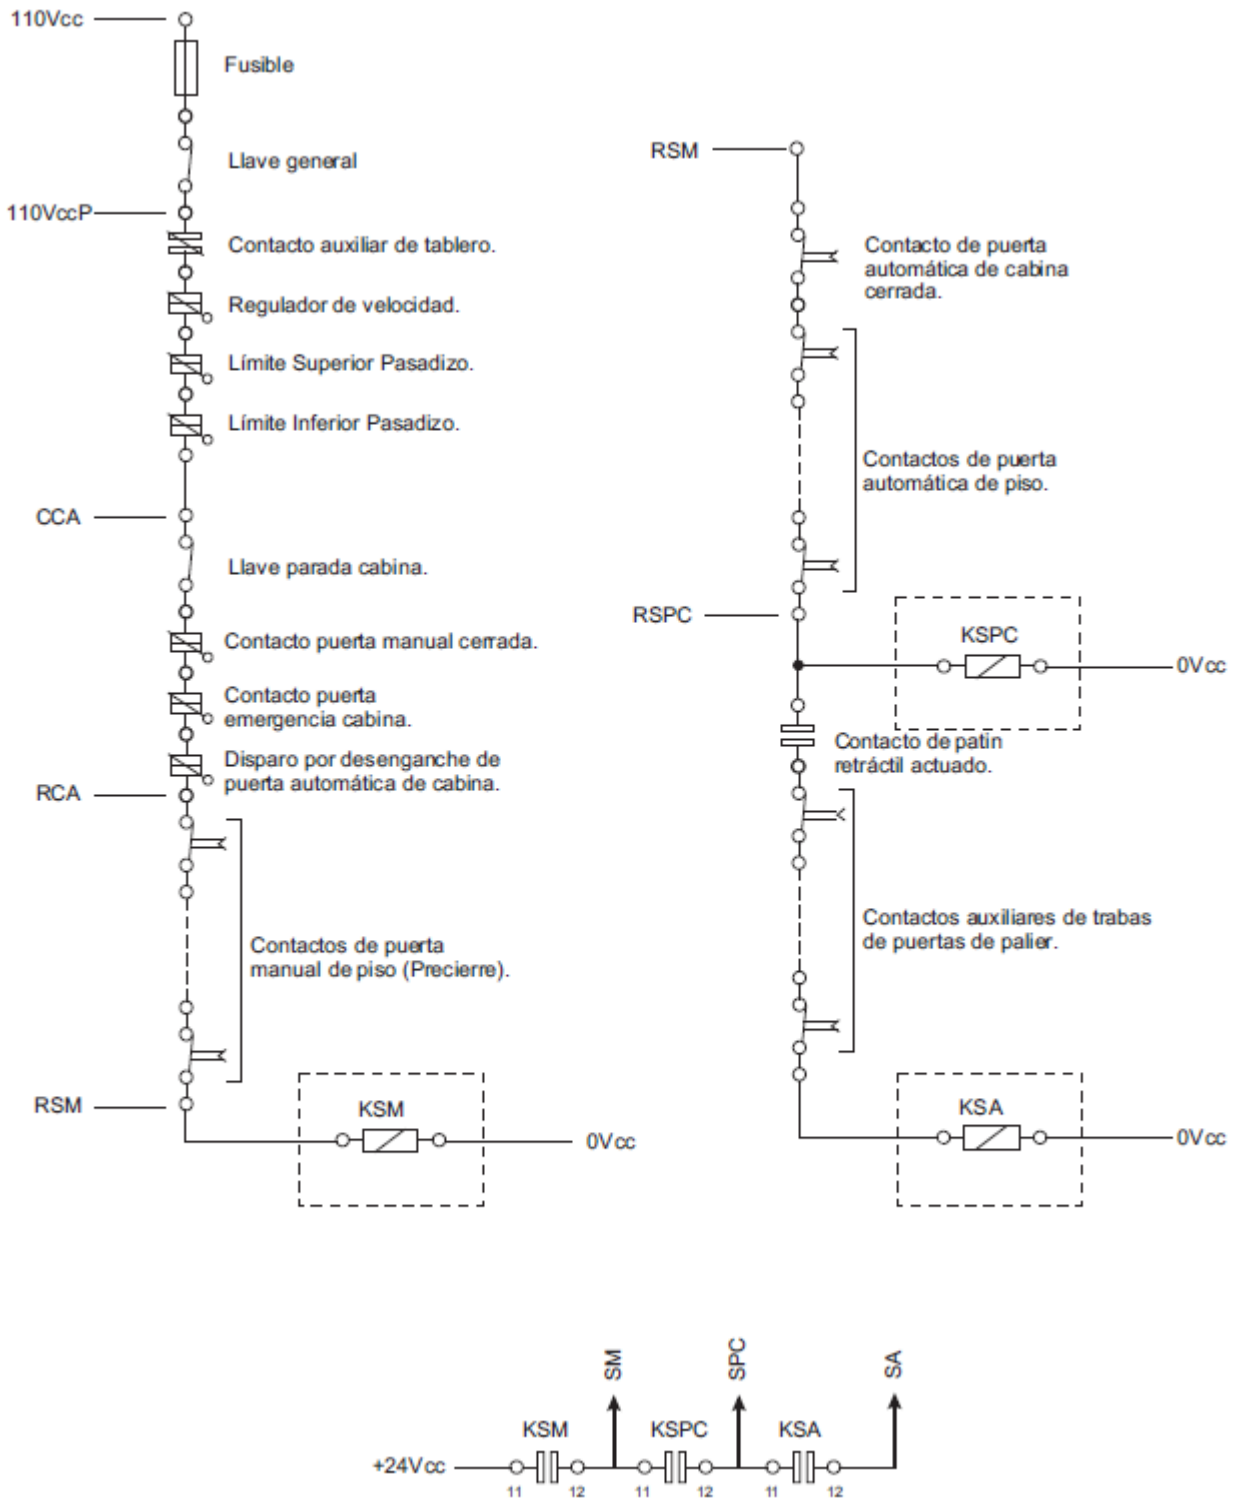 110Vcc
Fusible
Llave general
110VccP
Contacto auxiliar de tablero.
Regulador de velocidad.
Límite Superior Pasadizo.
Límite Inferior Pasadizo.
CCA
Llave parada cabina.
Contacto puerta manual cerrada.
Contacto puerta
emergencia cabina.
Disparo por desenganche de
puerta automática de cabina.
RCA
Contactos de puerta
manual de piso (Precierre).
RSM
KSM
0Vcc
RSM
Contacto de puerta
automática de cabina
cerrada.
Contactos de puerta
automática de piso.
RSPC
KSPC
0Vcc
Contacto de patin
retráctil actuado.
Contactos auxiliares de trabas
de puertas de palier.
KSA
0Vcc
SM
SPC
SA
KSM
KSPC
KSA
+24Vcc
11
12
11
12
11
12